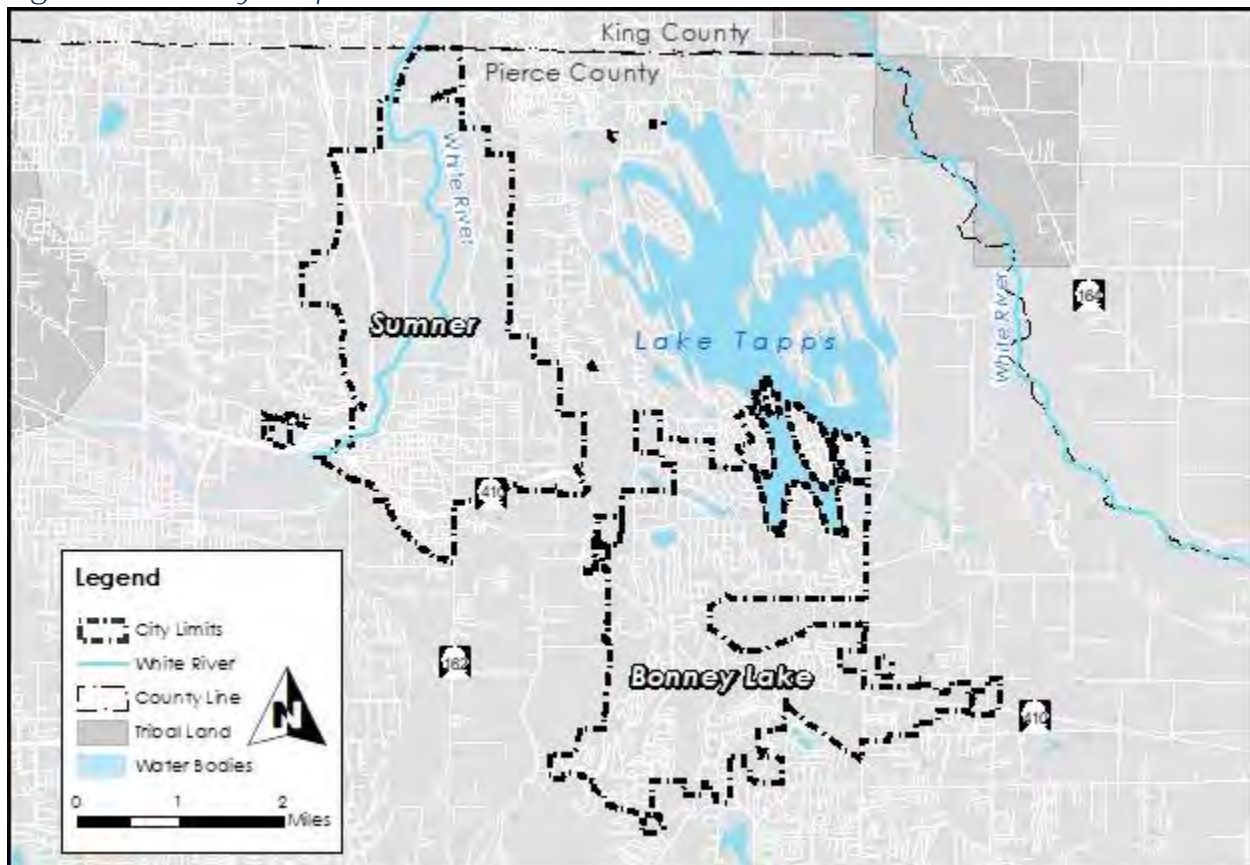 King County
Pierce County
White River
Sumner
Lake Tapps
164
White River
410
162
Bonney Lake
410
Legend
City Limits
White River
County Line
Tribal Land
Water Bodies
N
0 1 2
Miles